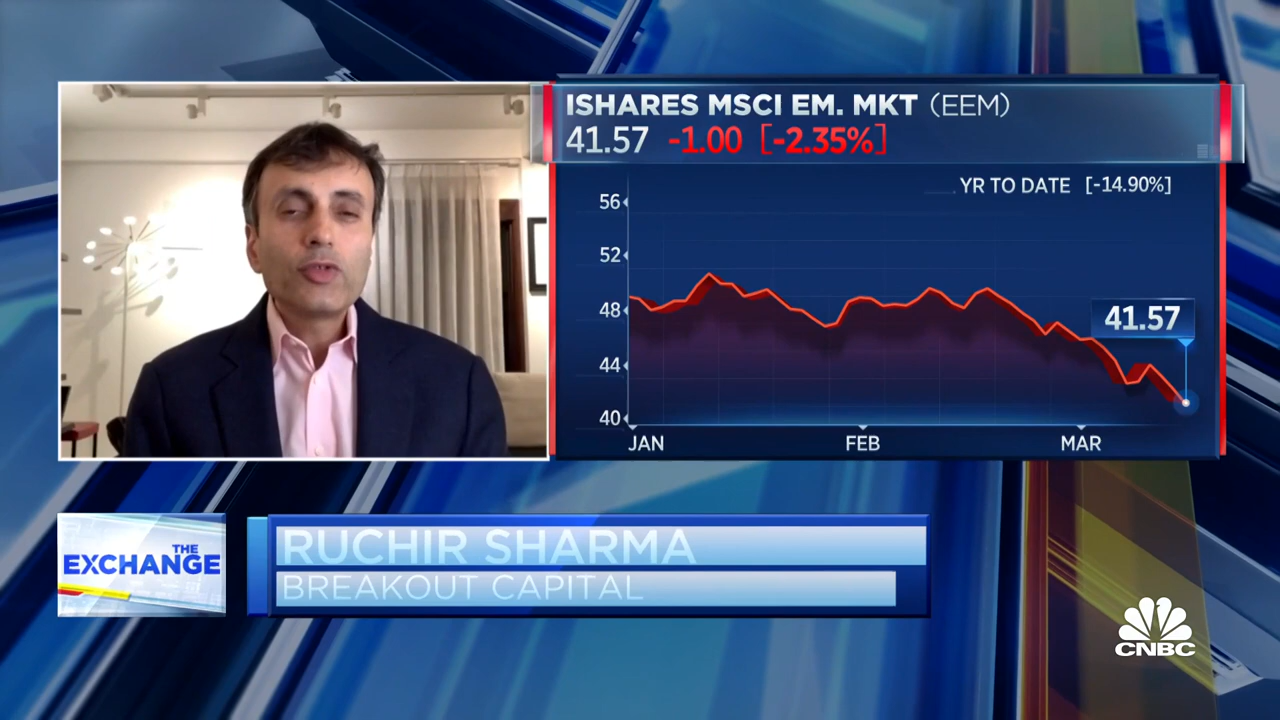 ISHARES MSCI EM. MKT (EEM)
41.57 -1.00 [-2.35%]
YR TO DATE [-14.90%]
56
52
48
44
40
41.57
JAN FEB MAR
THE
EXCHANGE
RUCHIR SHARMA
BREAKOUT CAPITAL
CNBC